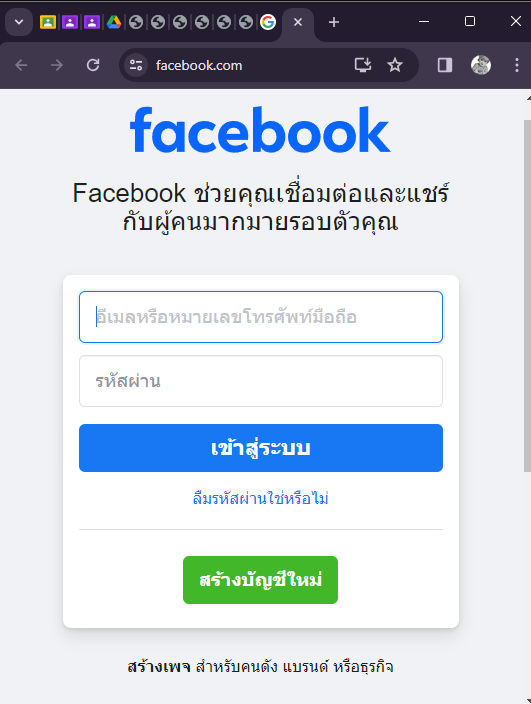 facebook.com
facebook
Facebook ช่วยคุณเชื่อมต่อและแชร์
กับผู้คนมากมายรอบตัวคุณ
อีเมลหรือหมายเลขโทรศัพท์มือถือ
รหัสผ่าน
เข้าสู่ระบบ
ลืมรหัสผ่านใช่หรือไม่
สร้างบัญชีใหม่
สร้างเพจ สำหรับคนดัง แบรนด์ หรือธุรกิจ